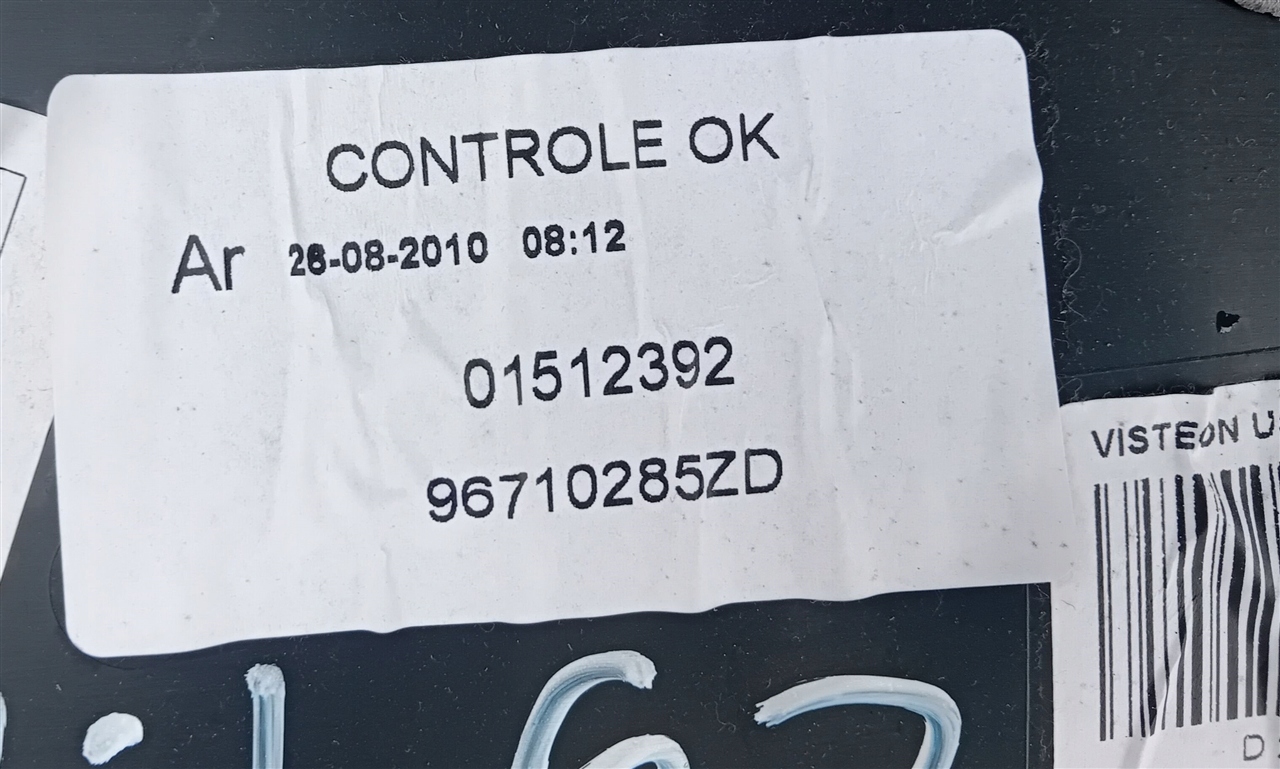 CONTROLE OK
Ar 26-08-2010 08:12
01512392
96710285ZD
VISTEON
D